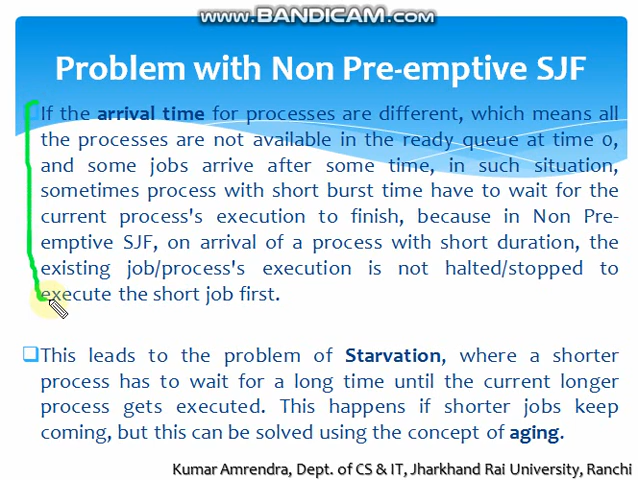 www.BANDICAM.com
Problem with Non Pre-emptive SJF
If the arrival time for processes are different, which means all
the processes are not available in the ready queue at time 0,
and some jobs arrive after some time, in such situation,
sometimes process with short burst time have to wait for the
current process's execution to finish, because in Non Pre-
emptive SJF, on arrival of a process with short duration, the
existing job/process's execution is not halted/stopped to
execute the short job first.
This leads to the problem of Starvation, where a shorter
process has to wait for a long time until the current longer
process gets executed. This happens if shorter jobs keep
coming, but this can be solved using the concept of aging.
Kumar Amrendra, Dept. of CS & IT, Jharkhand Rai University, Ranchi